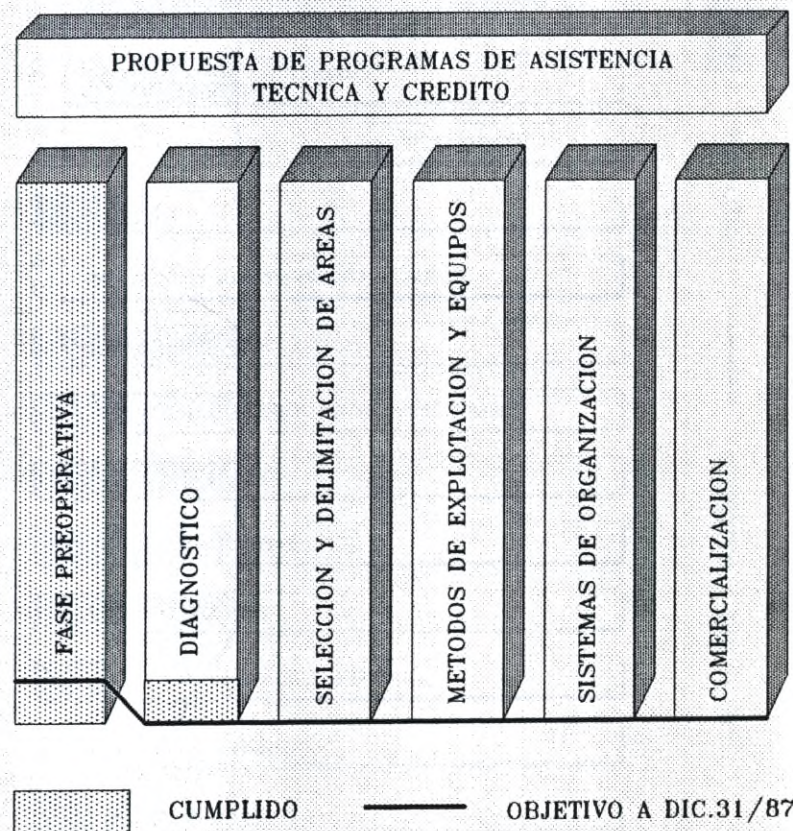 PROPUESTA DE PROGRAMAS DE ASISTENCIA
TECNICA Y CREDITO
FASE PREOPERATIVA
DIAGNOSTICO
SELECCION Y DELIMITACION DE AREAS
METODOS DE EXPLOTACION Y EQUIPOS
SISTEMAS DE ORGANIZACION
COMERCIALIZACION
CUMPLIDO
OBJETIVO A DIC.31/87